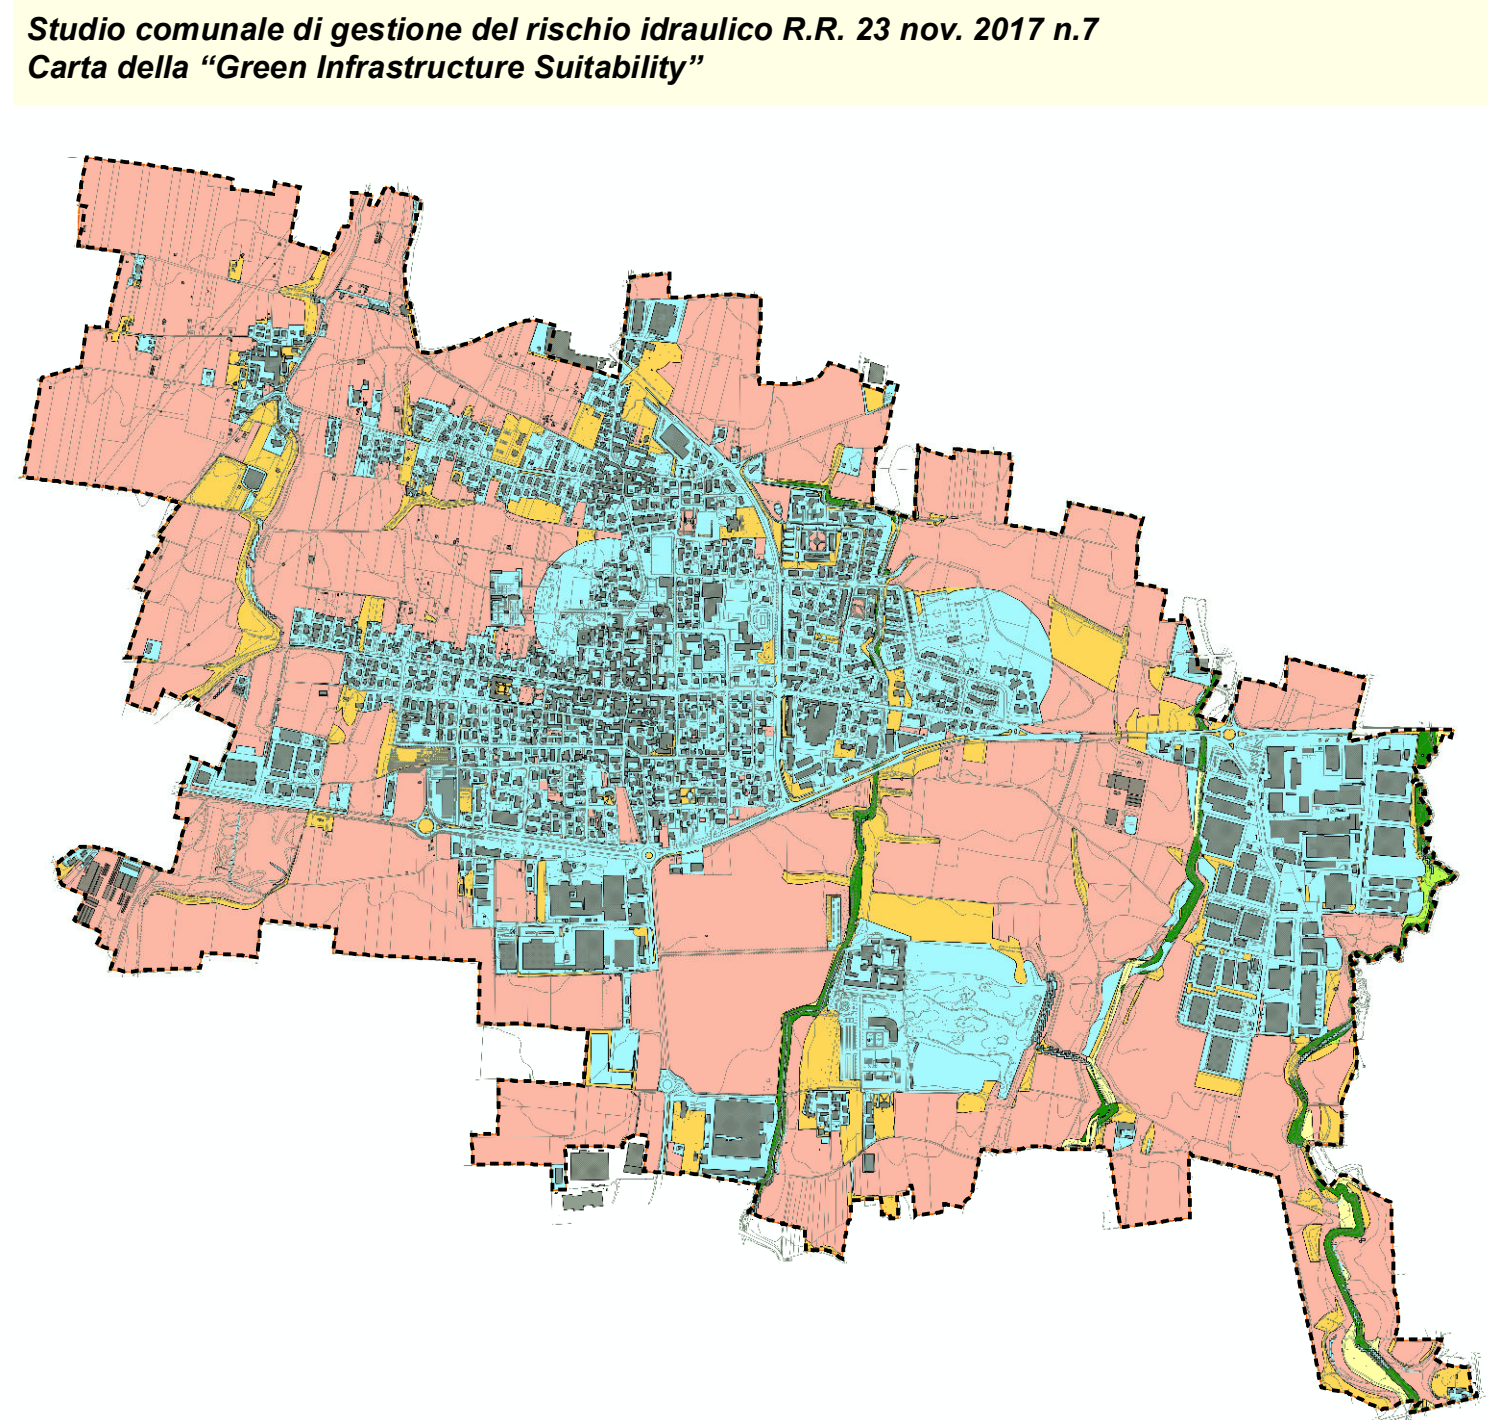 Studio comunale di gestione del rischio idraulico R.R. 23 nov. 2017 n.7
Carta della “Green Infrastructure Suitability”